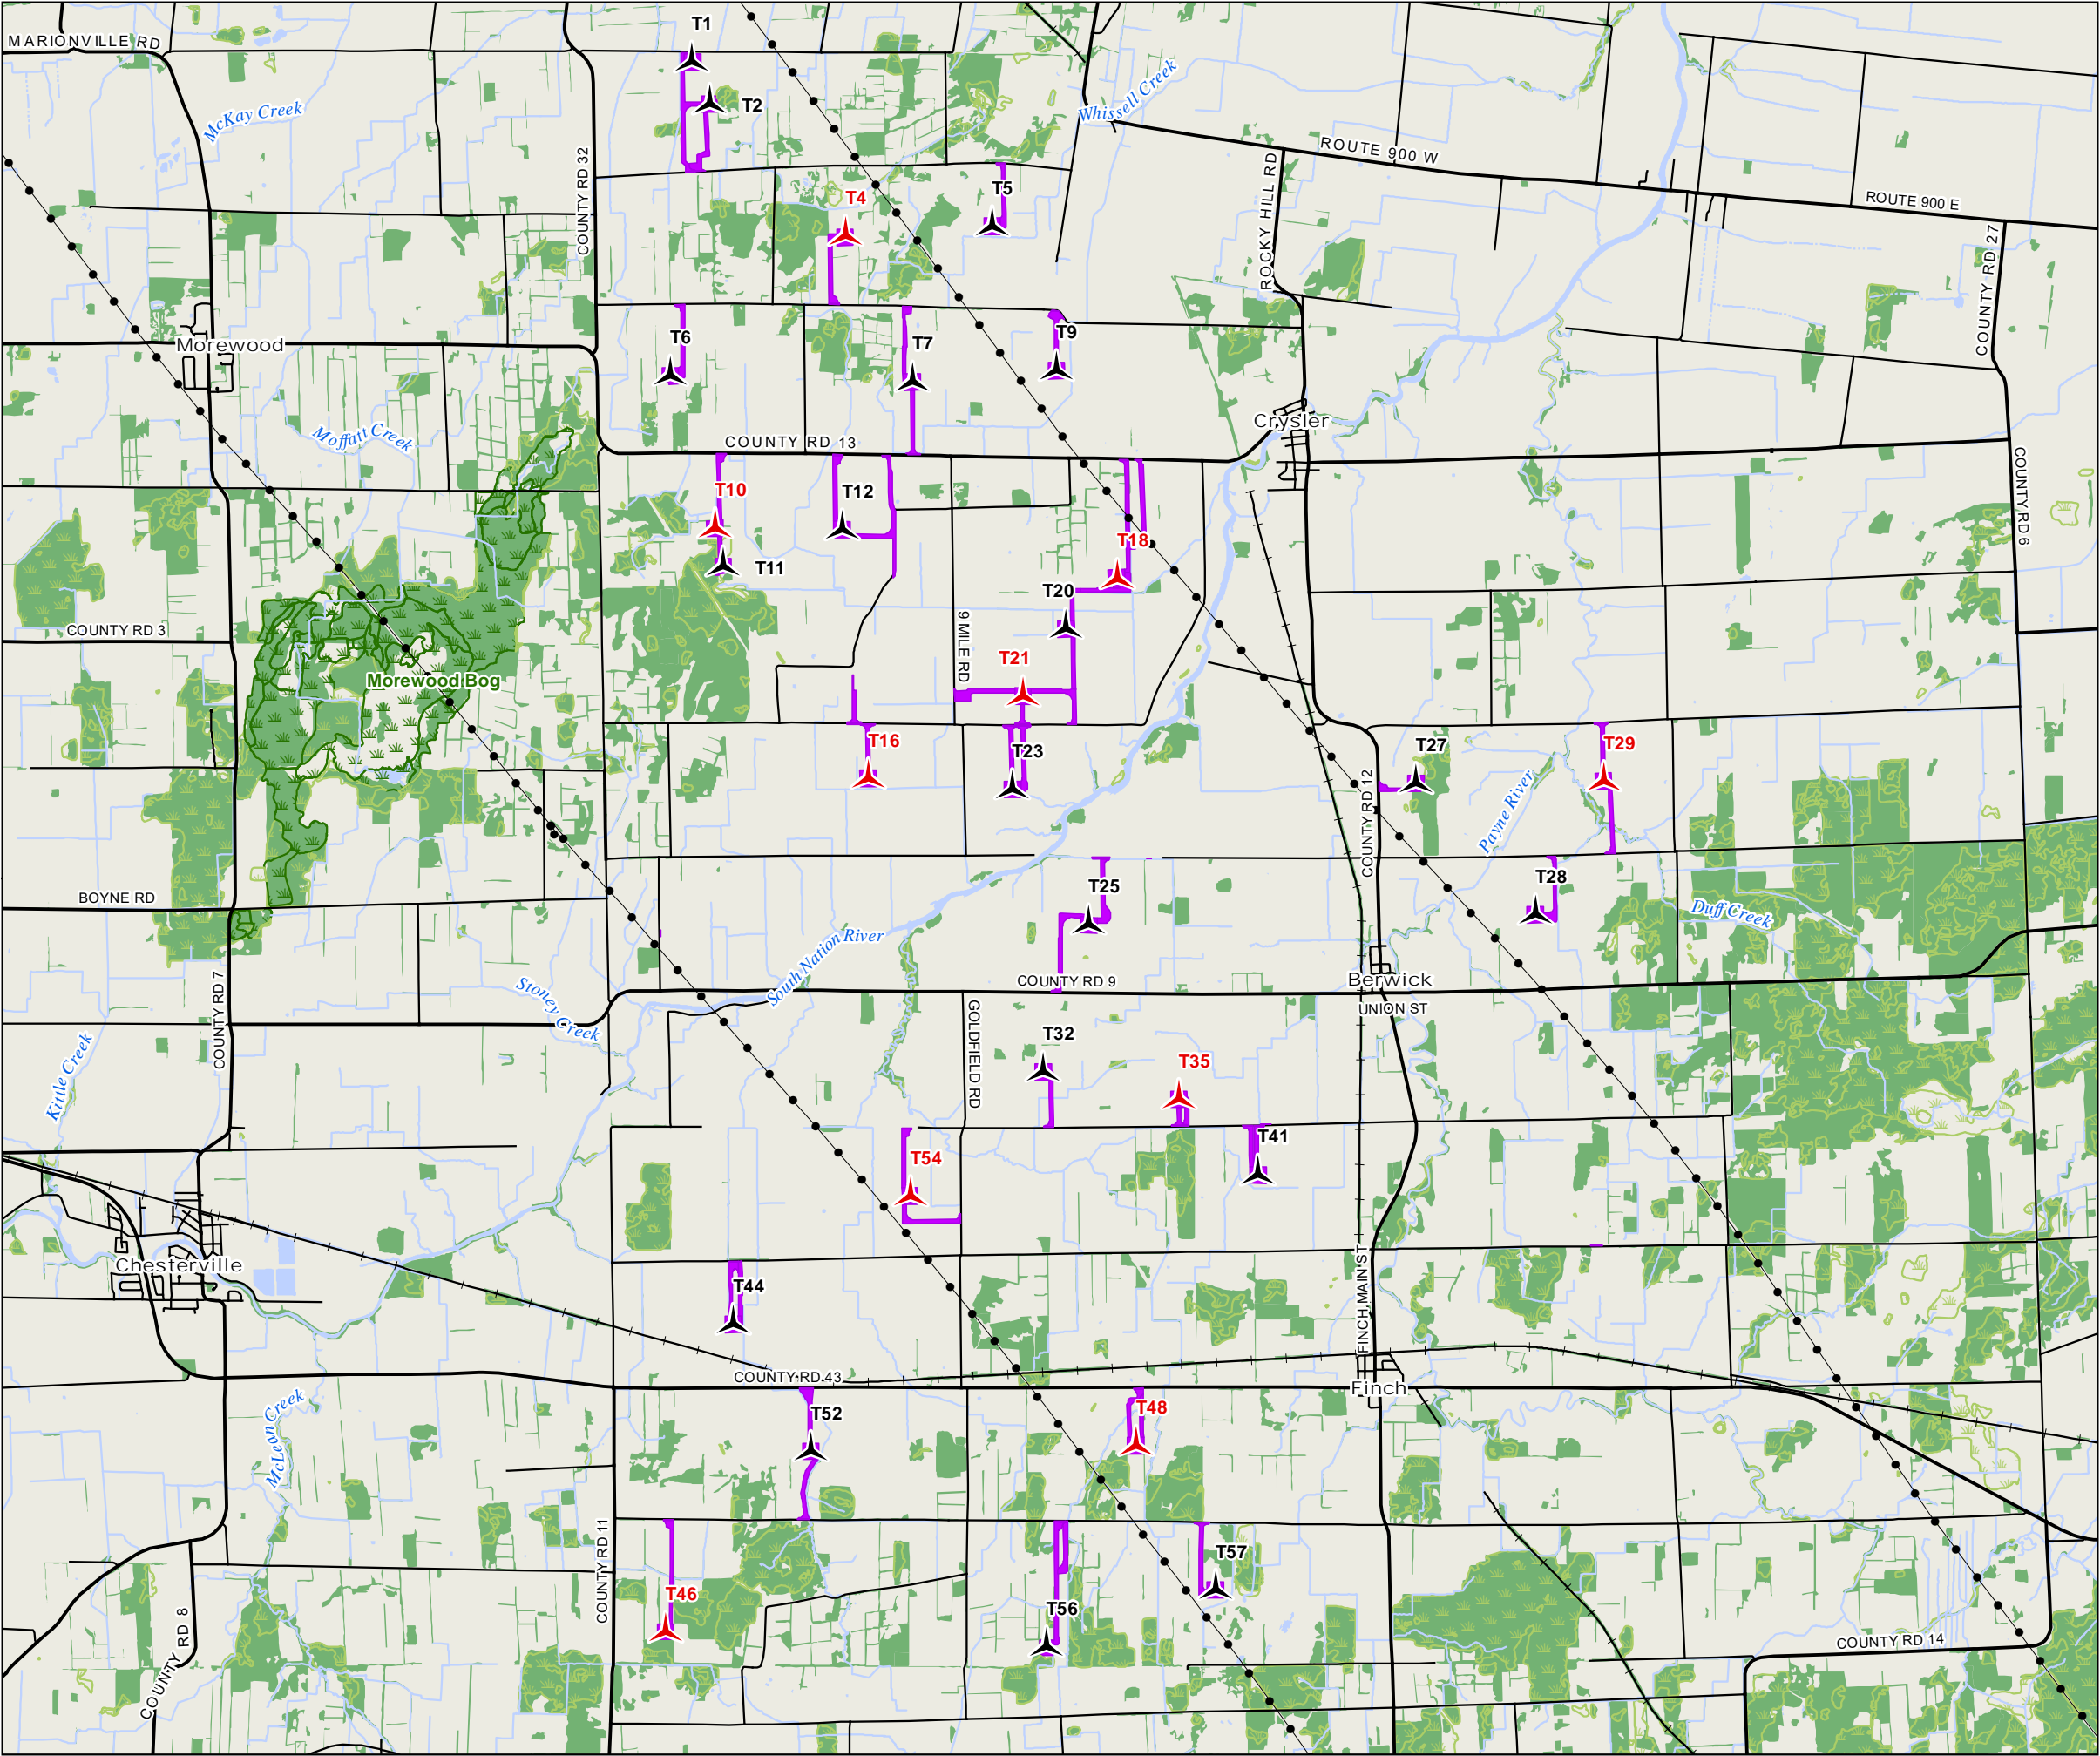 T1
MARIONVILLE RD
McKay Creek
T2
Whissell Creek
ROUTE 900 W
ROUTE 900 E
COUNTY RD 32
T4
T5
ROCKY HILL RD
COUNTY RD 27
Morewood
T6
T7
T9
Moffatt Creek
COUNTY RD 13
Crysler
COUNTY RD 6
T10
T12
T18
T11
T20
COUNTY RD 3
9 MILE RD
T21
Morewood Bog
T16
T23
T27
T29
COUNTY RD 12
Payne River
BOYNE RD
T25
T28
Duff Creek
South Nation River
Stoney Creek
COUNTY RD 9
Berwick
UNION ST
COUNTY RD 7
Kittle Creek
GOLDFIELD RD
T32
T35
T41
T54
Chesterville
T44
FINCH MAIN ST
COUNTY RD 43
Finch
McLean Creek
T52
T48
COUNTY RD 11
T57
T46
T56
COUNTY RD 8
COUNTY RD 14